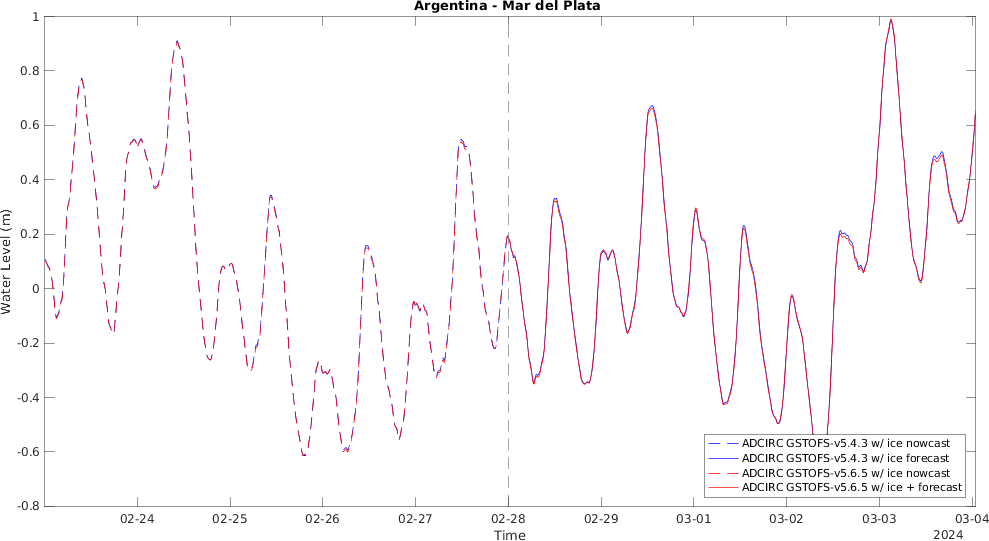 Argentina - Mar del Plata
Water Level (m)
1
0.8
0.6
0.4
0.2
0
-0.2
-0.4
-0.6
-0.8
ADCIRC GSTOFS-v5.4.3 w/ ice nowcast
ADCIRC GSTOFS-v5.4.3 w/ ice forecast
ADCIRC GSTOFS-v5.6.5 w/ ice nowcast
ADCIRC GSTOFS-v5.6.5 w/ ice + forecast
02-24 02-25 02-26 02-27 02-28 02-29 03-01 03-02 03-03 03-04
Time
2024